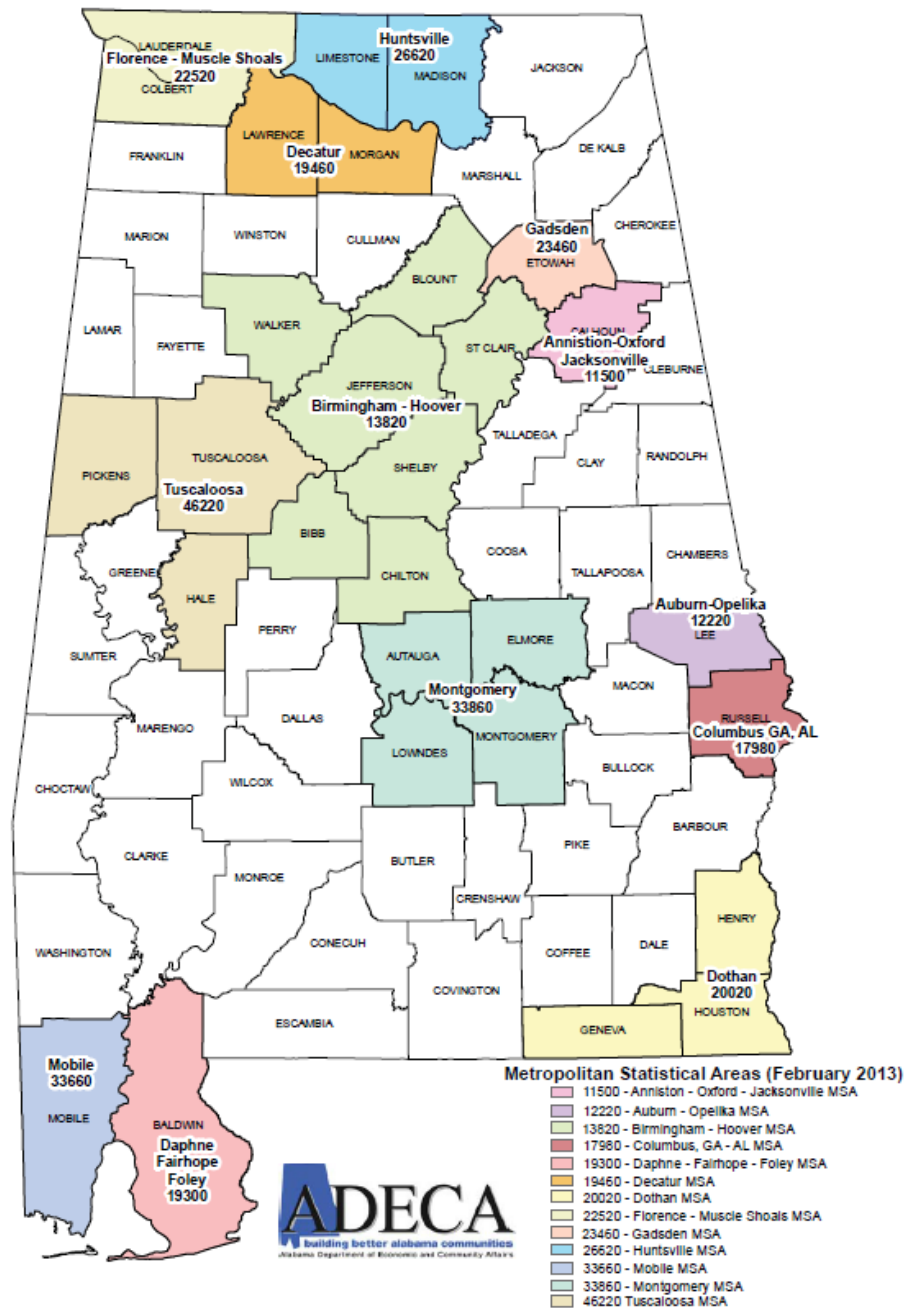 LAUDERDALE
Florence - Muscle Shoals
22520
COLBERT
LIMESTONE
Huntsville
26620
MADISON
JACKSON
LAWRENCE
Decatur
19460
MORGAN
FRANKLIN
DE KALB
MARSHALL
CHEROKEE
MARION
WINSTON
CULLMAN
Gadsden
23460
ETOWAH
BLOUNT
LAMAR
FAYETTE
WALKER
ST CLAIR
CALHOUN
Anniston-Oxford
Jacksonville
11500
CLEBURNE
JEFFERSON
Birmingham - Hoover
13820
SHELBY
TALLADEGA
CLAY
RANDOLPH
PICKENS
TUSCALOOSA
Tuscaloosa
46220
BIBB
COOSA
TALLAPOOSA
CHAMBERS
GREENE
HALE
CHILTON
PERRY
Auburn-Opelika
12220
LEE
SUMTER
AUTAUGA
ELMORE
Montgomery
33860
MACON
MARENGO
DALLAS
LOWNDES
MONTGOMERY
RUSSELL
Columbus GA, AL
17980
BULLOCK
CHOCTAW
WILCOX
CLARKE
BUTLER
PIKE
BARBOUR
MONROE
CRENSHAW
HENRY
WASHINGTON
CONECUH
COFFEE
DALE
COVINGTON
Dothan
20020
HOUSTON
ESCAMBIA
GENEVA
Mobile
33660
MOBILE
BALDWIN
Daphne
Fairhope
Foley
19300
ADECA
building better alabama communities
Alabama Department of Economic and Community Affairs
Metropolitan Statistical Areas (February 2013)
11500 - Anniston - Oxford - Jacksonville MSA
12220 - Auburn - Opelika MSA
13820 - Birmingham - Hoover MSA
17980 - Columbus, GA - AL MSA
19300 - Daphne - Fairhope - Foley MSA
19460 - Decatur MSA
20020 - Dothan MSA
22520 - Florence - Muscle Shoals MSA
23460 - Gadsden MSA
26620 - Huntsville MSA
33660 - Mobile MSA
33860 - Montgomery MSA
46220 Tuscaloosa MSA